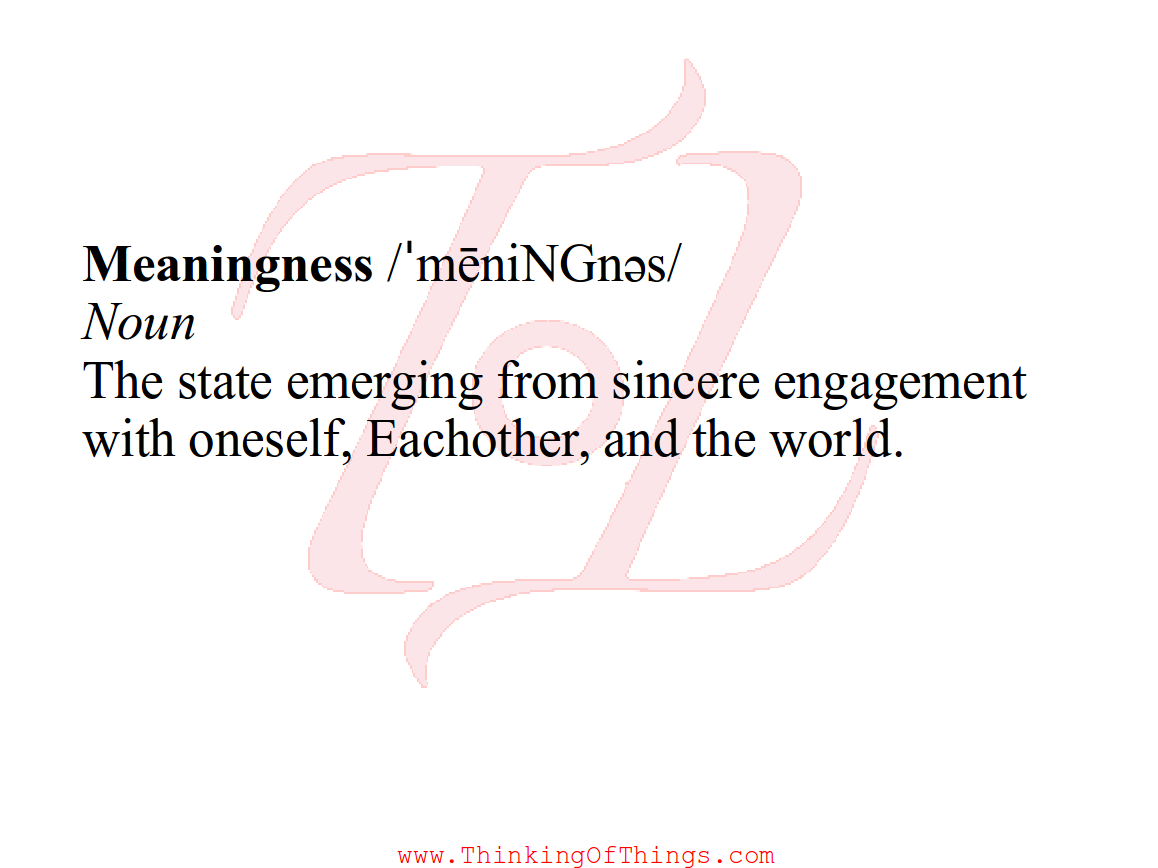 Meaningness /ˈmēniNGnəs/
Noun
The state emerging from sincere engagement
with oneself, Eachother, and the world.
www.ThinkingOfThings.com